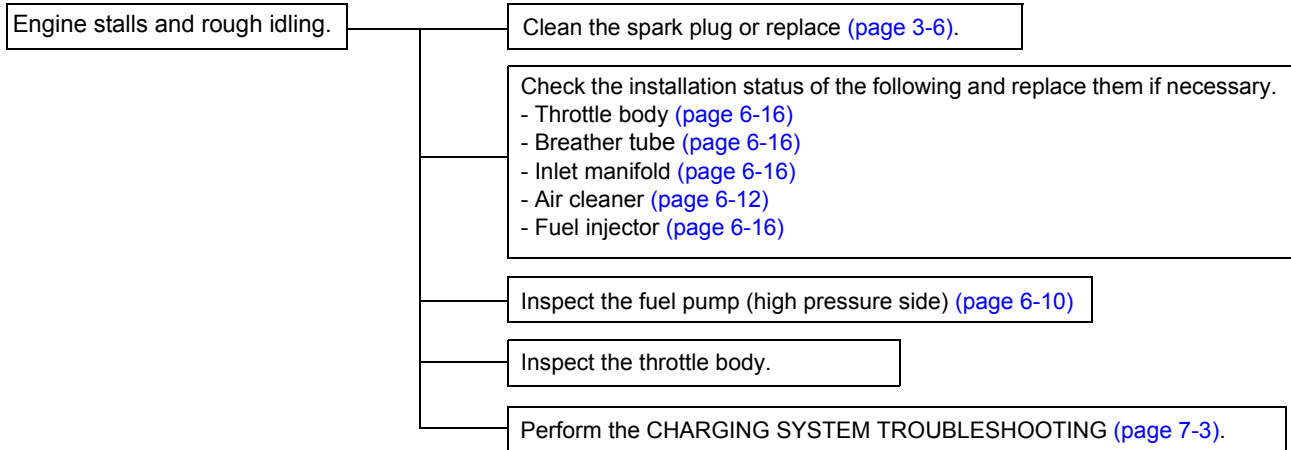 Engine stalls and rough idling.
Clean the spark plug or replace (page 3-6).
Check the installation status of the following and replace them if necessary.
- Throttle body (page 6-16)
- Breather tube (page 6-16)
- Inlet manifold (page 6-16)
- Air cleaner (page 6-12)
- Fuel injector (page 6-16)
Inspect the fuel pump (high pressure side) (page 6-10)
Inspect the throttle body.
Perform the CHARGING SYSTEM TROUBLESHOOTING (page 7-3).